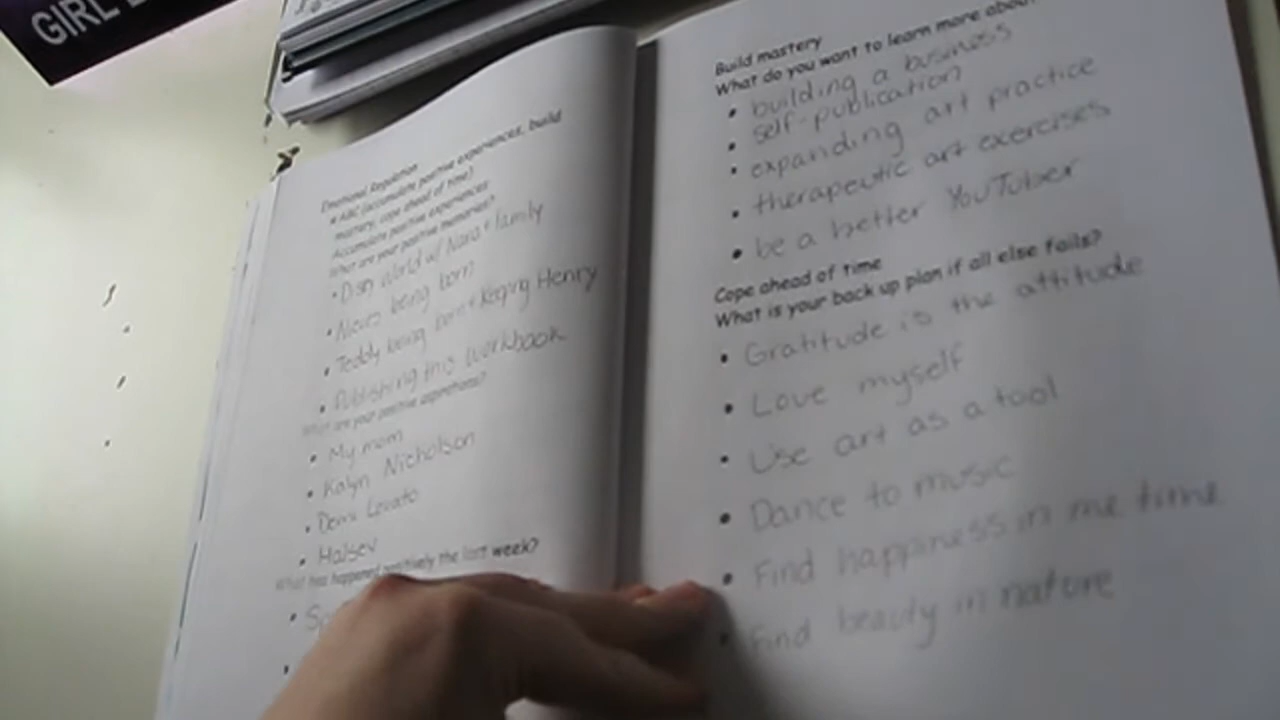 GIRL
Emotional Regulation
* ABC (accumulate positive experiences, build
mastery, cope ahead of time)
Accumulate positive experiences
What are your positive memories?
• Disny world w/ Nana + family
• Nieves being born
• Teddy being born + Keeping Henry
• Publishing this workbook
What are your positive aspirations?
• My mom
• Kalyn Nicholson
• Demi Lovato
• Halsey
What has happened positively the last week?
•
•
Build mastery
What do you want to learn more about
• building a business
• self-publication
• expanding art practice
• therapeutic art exercises
• be a better YouTuber
Cope ahead of time
What is your back up plan if all else fails?
• Gratitude is the attitude
• Love myself
• Use art as a tool
• Dance to music
• Find happiness in me time
• Find beauty in nature